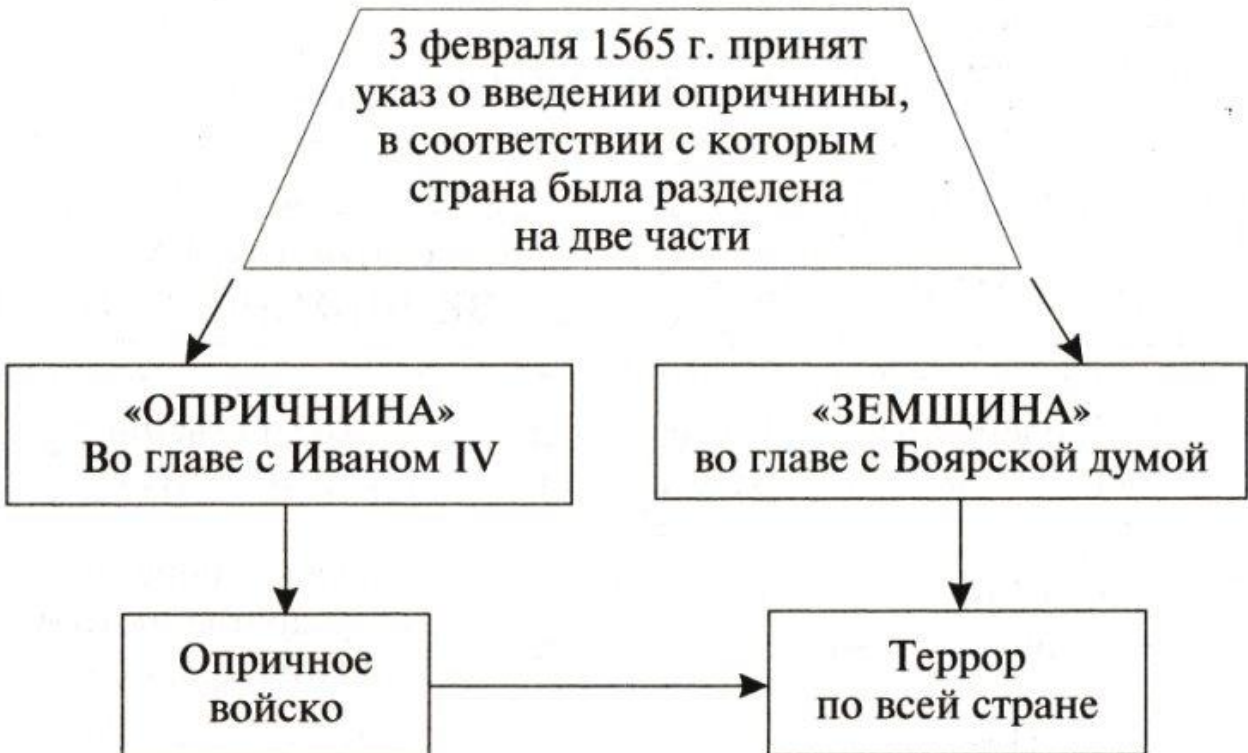 3 февраля 1565 г. принят
указ о введении опричнины,
в соответствии с которым
страна была разделена
на две части
«ОПРИЧНИНА»
Во главе с Иваном IV
«ЗЕМЩИНА»
во главе с Боярской думой
Опричное
войско
Террор
по всей стране